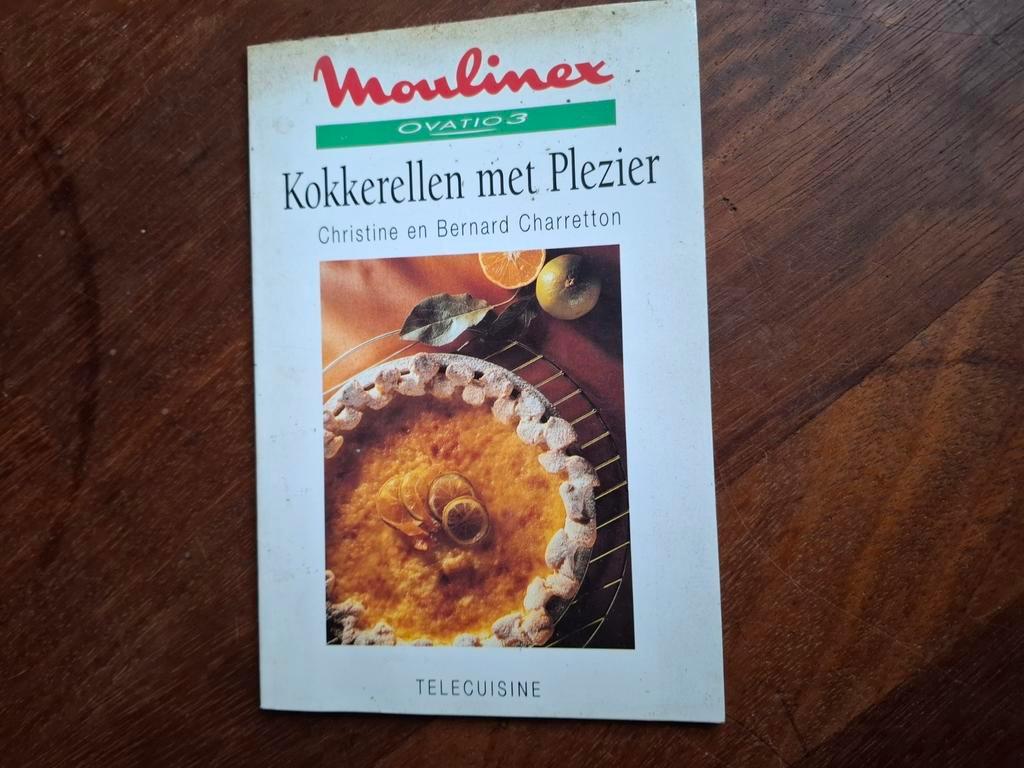 Moulinex
OVATIO 3
Kokkerellen met Plezier
Christine en Bernard Charretton
TELECUISINE